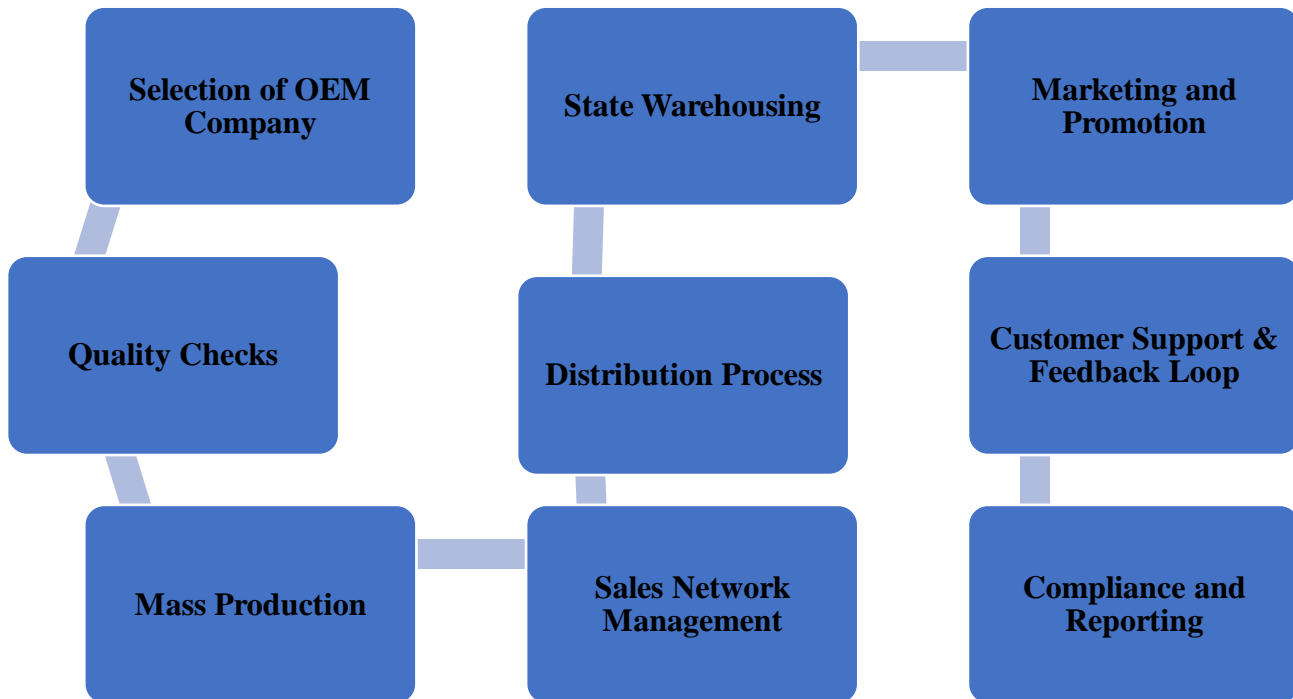 Selection of OEM
Company
Quality Checks
Mass Production
Sales Network
Management
Distribution Process
State Warehousing
Marketing and
Promotion
Customer Support &
Feedback Loop
Compliance and
Reporting